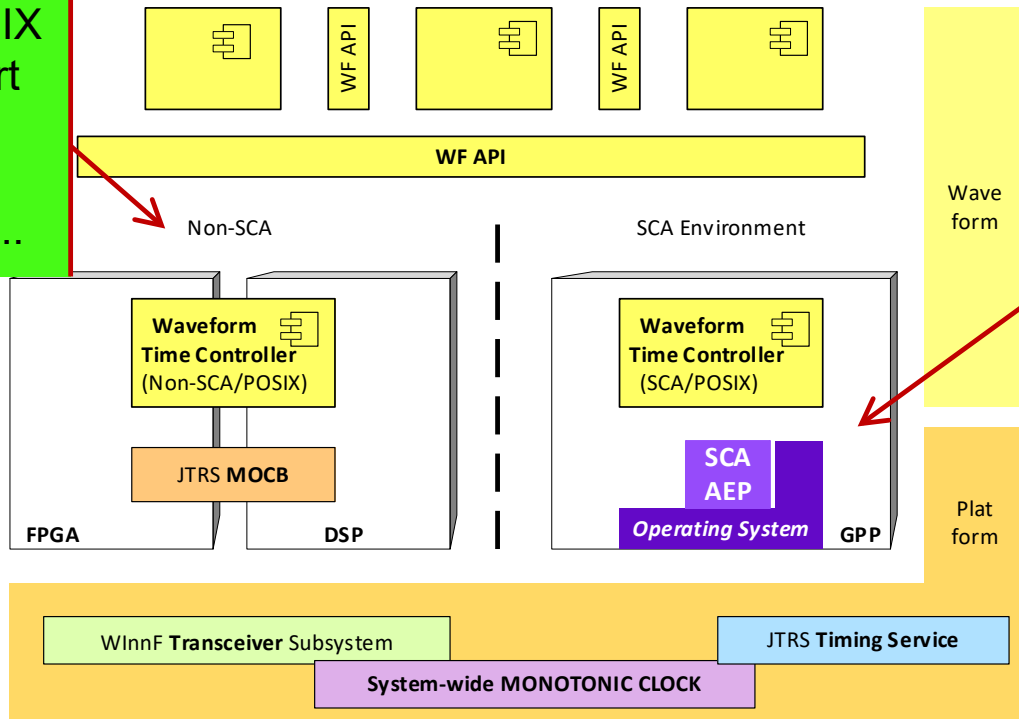 IX
rt
..
WF API
WF API
WF API
Non-SCA
SCA Environment
Wave
form
Waveform
Time Controller
(Non-SCA/POSIX)
Waveform
Time Controller
(SCA/POSIX)
JTRS MOCB
SCA
AEP
Operating System
FPGA
DSP
GPP
Plat
form
WInnF Transceiver Subsystem
JTRS Timing Service
System-wide MONOTONIC CLOCK